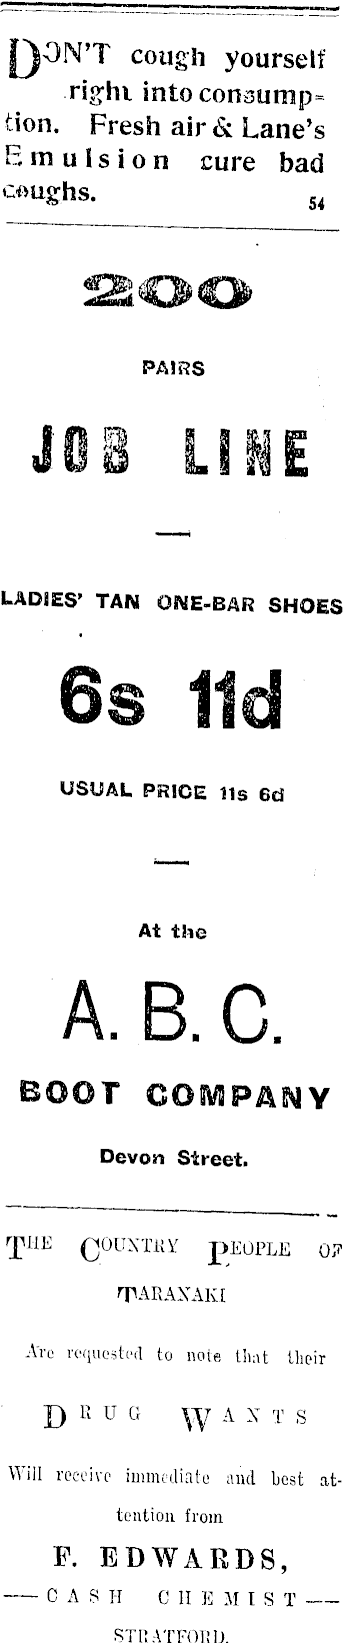 DON'T cough yourself
right into consump-
tion. Fresh air & Lane's
Emulsion cure bad
coughs.
54
200
PAIRS
JOB LINE
LADIES' TAN ONE-BAR SHOES
6s 11d
USUAL PRICE 11s 6d
At the
A. B. C.
BOOT COMPANY
Devon Street.
THE COUNTRY PEOPLE OF
TARANAKI
Are requested to note that their
DRUG WANTS
Will receive immediate and best at-
tention from
F. EDWARDS,
—CASH CHEMIST—
STRATFORD.